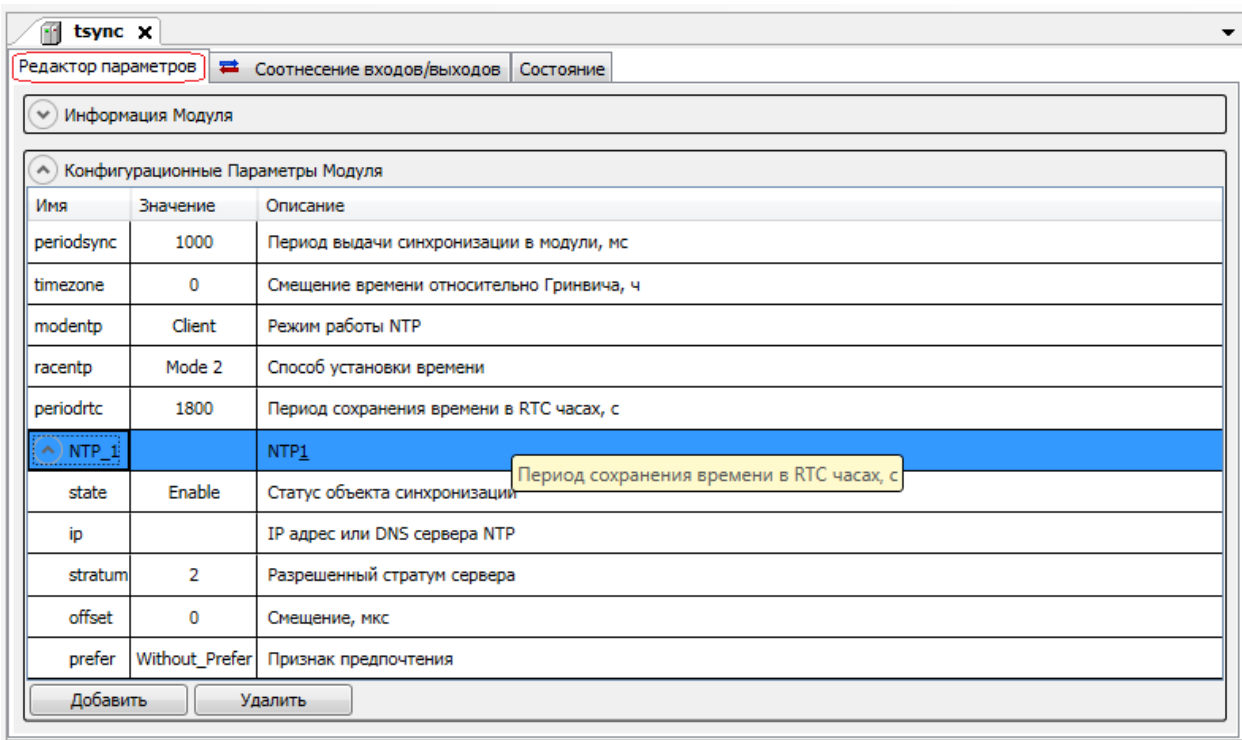 tsync
Редактор параметров Соотнесение входов/выходов Состояние
Информация Модуля
Конфигурационные Параметры Модуля
Имя Значение Описание
periodsync 1000 Период выдачи синхронизации в модули, мс
timezone 0 Смещение времени относительно Гринвича, ч
modentp Client Режим работы NTP
racentp Mode 2 Способ установки времени
periodrtc 1800 Период сохранения времени в RTC часах, с
NTP_1 NTP1
Период сохранения времени в RTC часах, с
state Enable Статус объекта синхронизации
ip IP адрес или DNS сервера NTP
stratum 2 Разрешенный стратум сервера
offset 0 Смещение, мкс
prefer Without_Prefer Признак предпочтения
Добавить Удалить